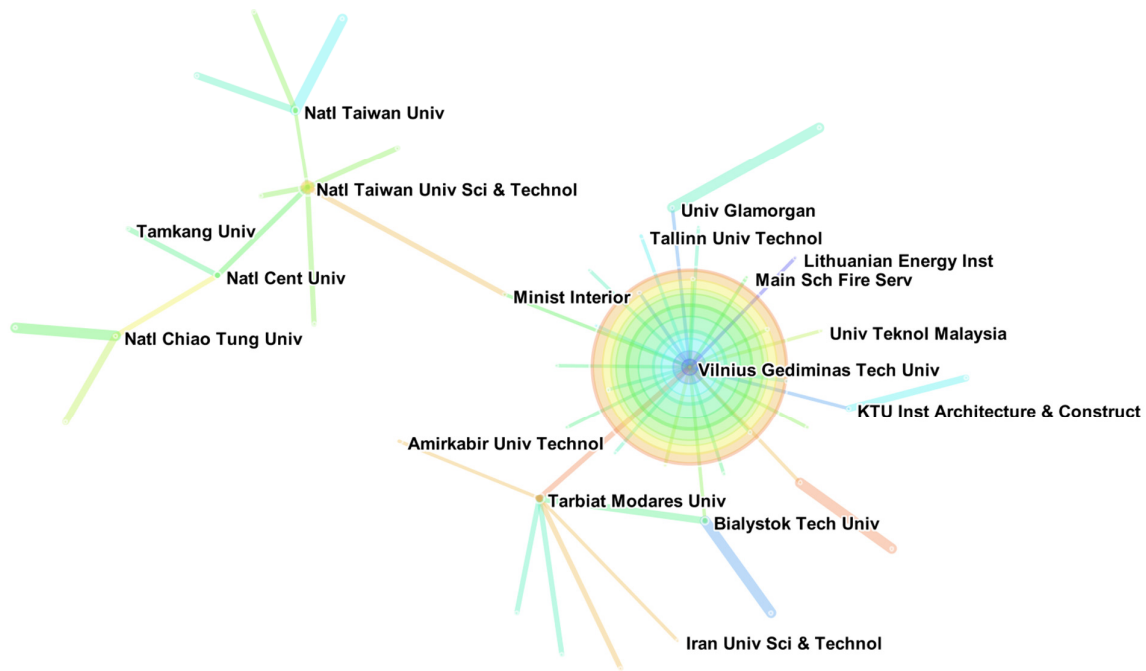 Natl Taiwan Univ
Natl Taiwan Univ Sci & Technol
Univ Glamorgan
Tamkang Univ
Tallinn Univ Technol
Lithuanian Energy Inst
Natl Cent Univ
Main Sch Fire Serv
Minist Interior
Univ Teknol Malaysia
Natl Chiao Tung Univ
Vilnius Gediminas Tech Univ
KTU Inst Architecture & Construct
Amirkabir Univ Technol
Tarbiat Modares Univ
Bialystok Tech Univ
Iran Univ Sci & Technol